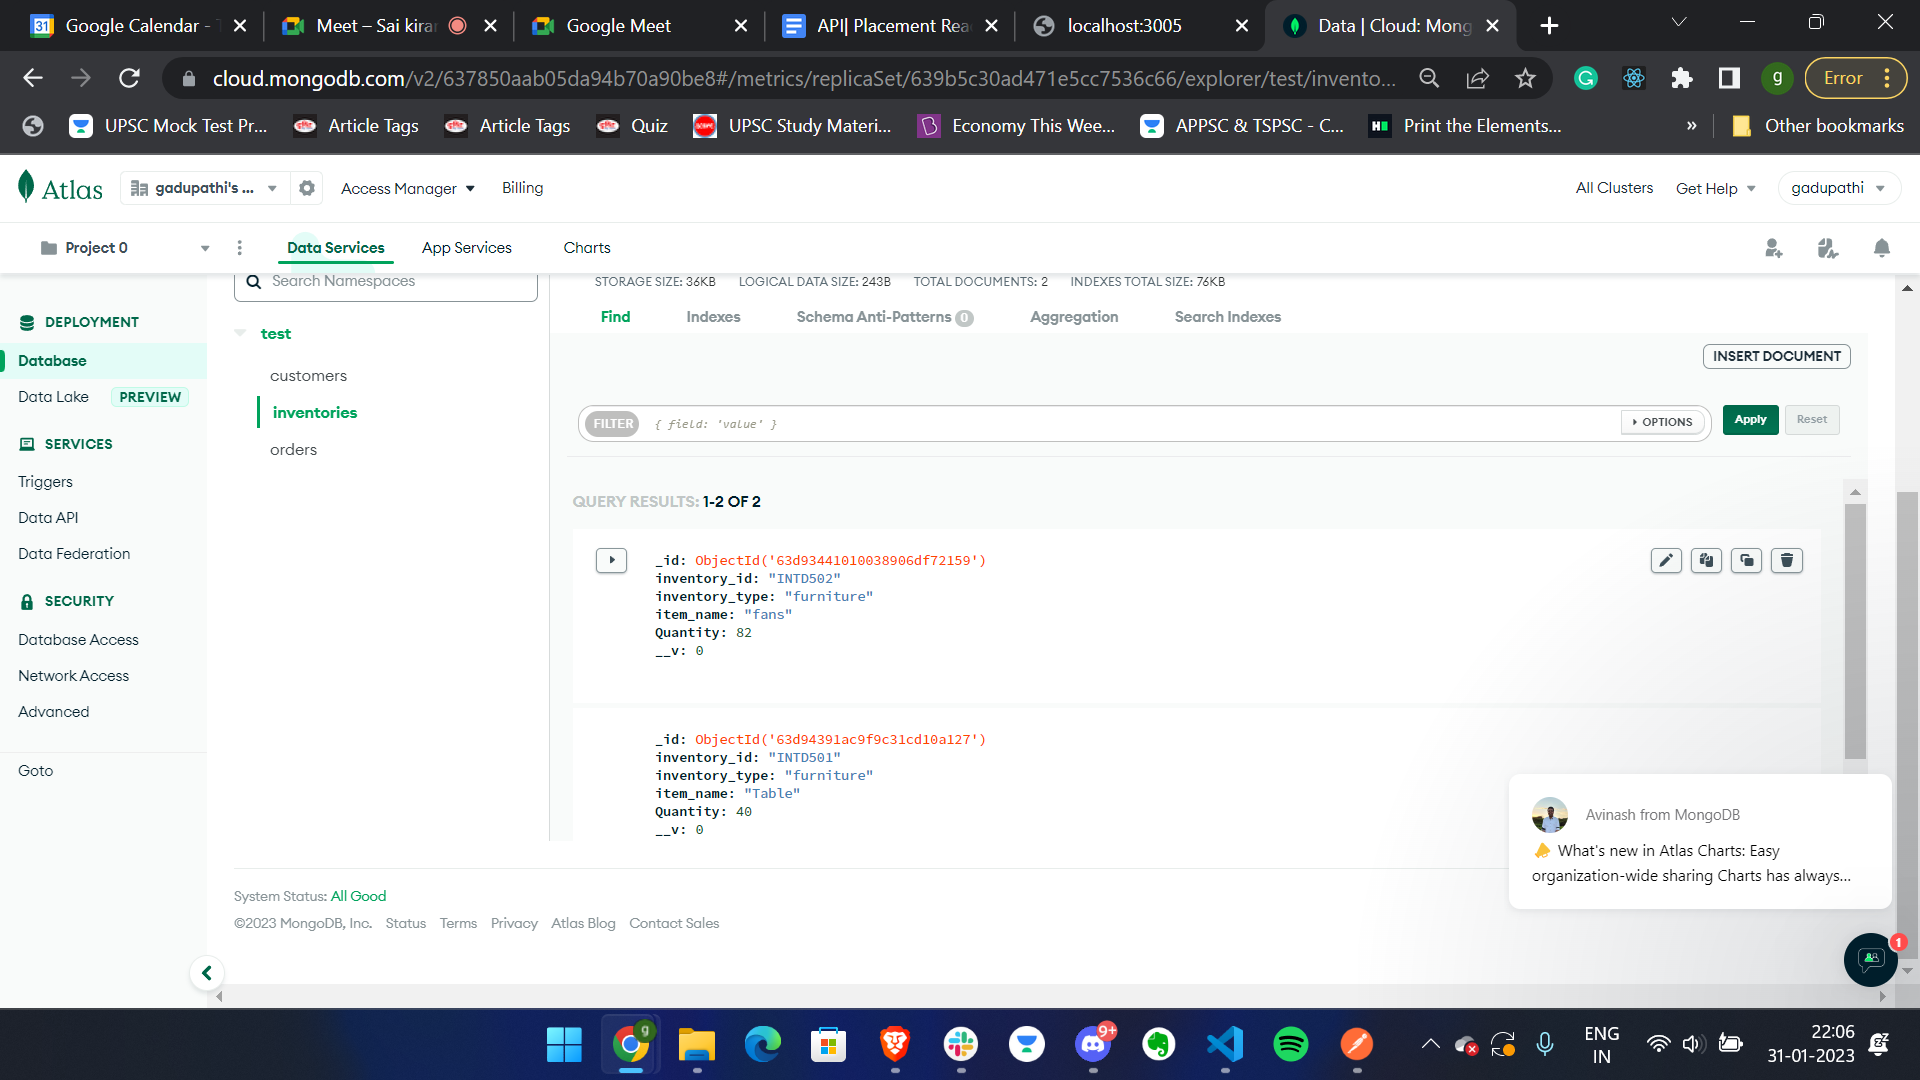 Google Calendar - T
Meet – Sai kiran
Google Meet
API| Placement Rea
localhost:3005
Data | Cloud: Mong
cloud.mongodb.com/v2/637850aab05da94b70a90be8#/metrics/replicaSet/639b5c30ad471e5cc7536c66/explorer/test/invento...
g
Error
UPSC Mock Test Pr...
Article Tags
Article Tags
Quiz
UPSC Study Materi...
Economy This Wee...
APPSC & TSPSC - C...
Print the Elements...
»
Other bookmarks
Atlas
gadupathi's ...
Access Manager
Billing
All Clusters
Get Help
gadupathi
Project 0
Data Services
App Services
Charts
Search Namespaces
STORAGE SIZE: 36KB LOGICAL DATA SIZE: 243B TOTAL DOCUMENTS: 2 INDEXES TOTAL SIZE: 76KB
DEPLOYMENT
Database
Data Lake PREVIEW
SERVICES
Triggers
Data API
Data Federation
SECURITY
Database Access
Network Access
Advanced
Goto
test
customers
inventories
orders
Find
Indexes
Schema Anti-Patterns 0
Aggregation
Search Indexes
INSERT DOCUMENT
FILTER { field: 'value' }
OPTIONS
Apply
Reset
QUERY RESULTS: 1-2 OF 2
_id: ObjectId('63d93441010038906df72159')
inventory_id: "INTD502"
inventory_type: "furniture"
item_name: "fans"
Quantity: 82
__v: 0
_id: ObjectId('63d94391ac9f9c31cd10a127')
inventory_id: "INTD501"
inventory_type: "furniture"
item_name: "Table"
Quantity: 40
__v: 0
Avinash from MongoDB
What's new in Atlas Charts: Easy
organization-wide sharing Charts has always...
1
System Status: All Good
©2023 MongoDB, Inc. Status Terms Privacy Atlas Blog Contact Sales
g
9+
ENG
IN
22:06
31-01-2023